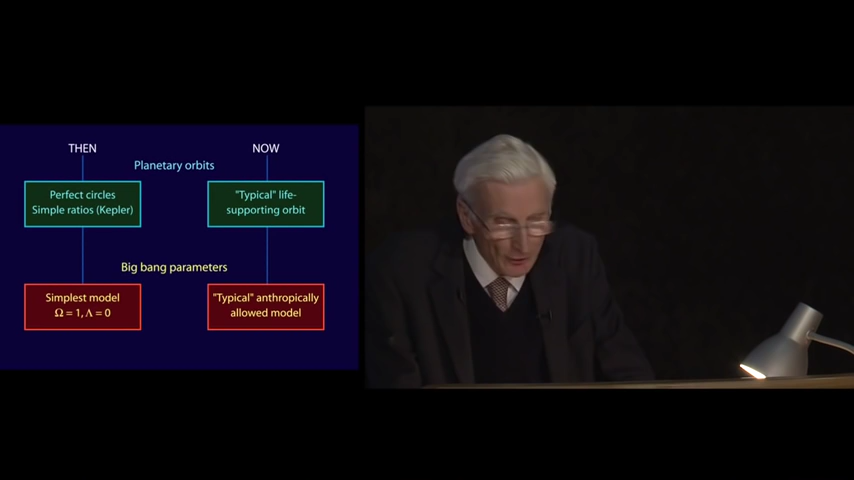 THEN
NOW
Planetary orbits
Perfect circles
Simple ratios (Kepler)
"Typical" life-
supporting orbit
Big bang parameters
Simplest model
Ω = 1, Λ = 0
"Typical" anthropically
allowed model